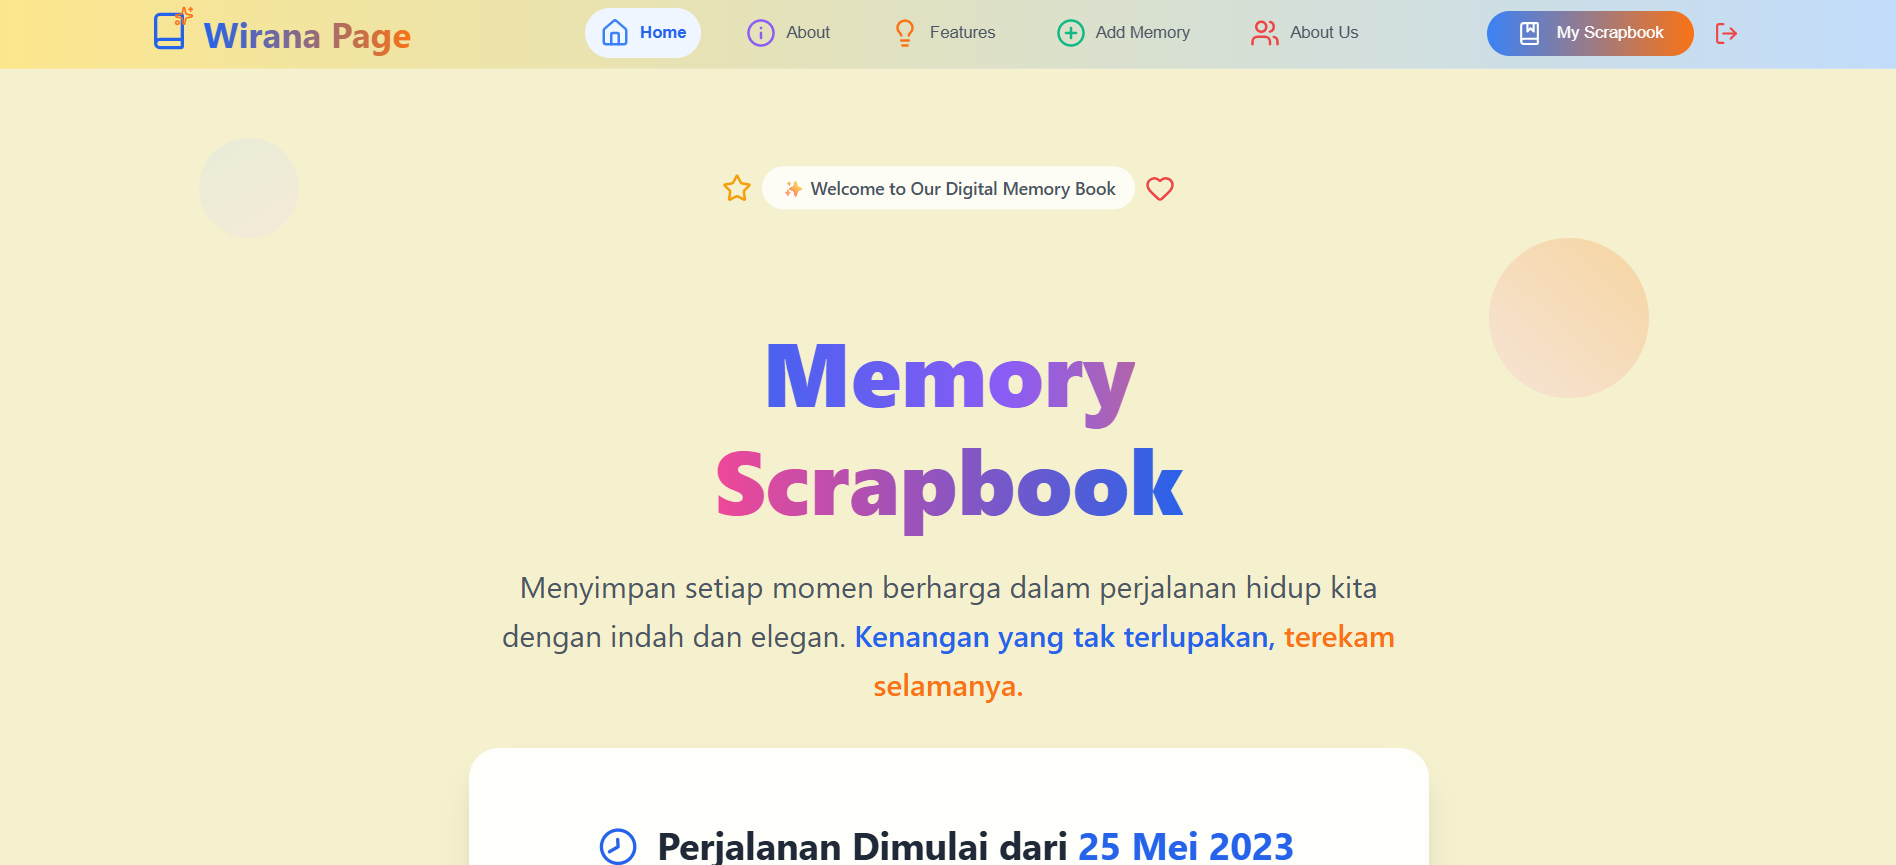 Wirana Page
Home
About
Features
Add Memory
About Us
My Scrapbook
✨ Welcome to Our Digital Memory Book
Memory
Scrapbook
Menyimpan setiap momen berharga dalam perjalanan hidup kita
dengan indah dan elegan. Kenangan yang tak terlupakan, terekam
selamanya.
Perjalanan Dimulai dari 25 Mei 2023